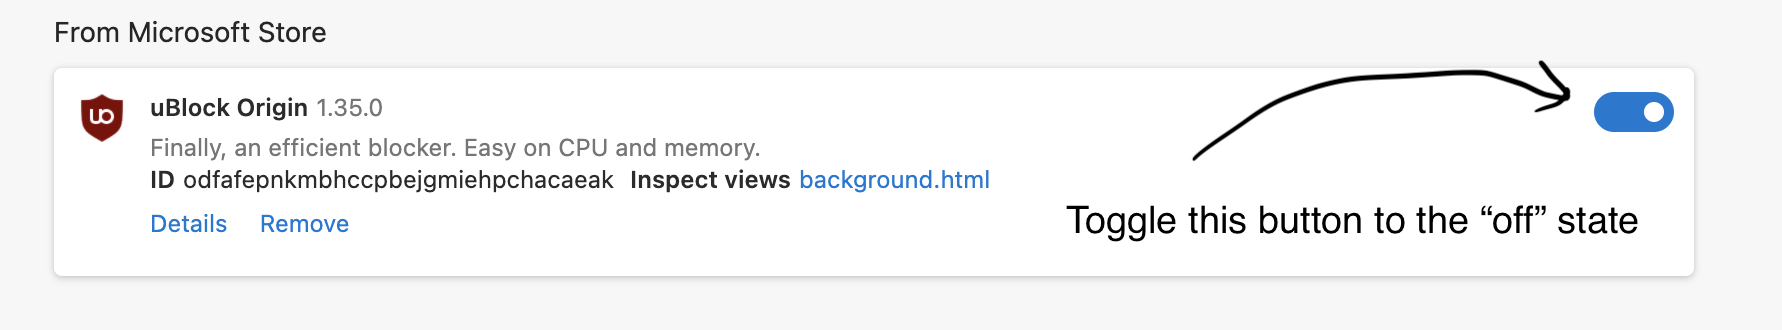 From Microsoft Store
uBlock Origin 1.35.0
Finally, an efficient blocker. Easy on CPU and memory.
ID odfafepnkmbhccpbejgmiehpchacaeak Inspect views background.html
Details Remove
Toggle this button to the “off” state
uo